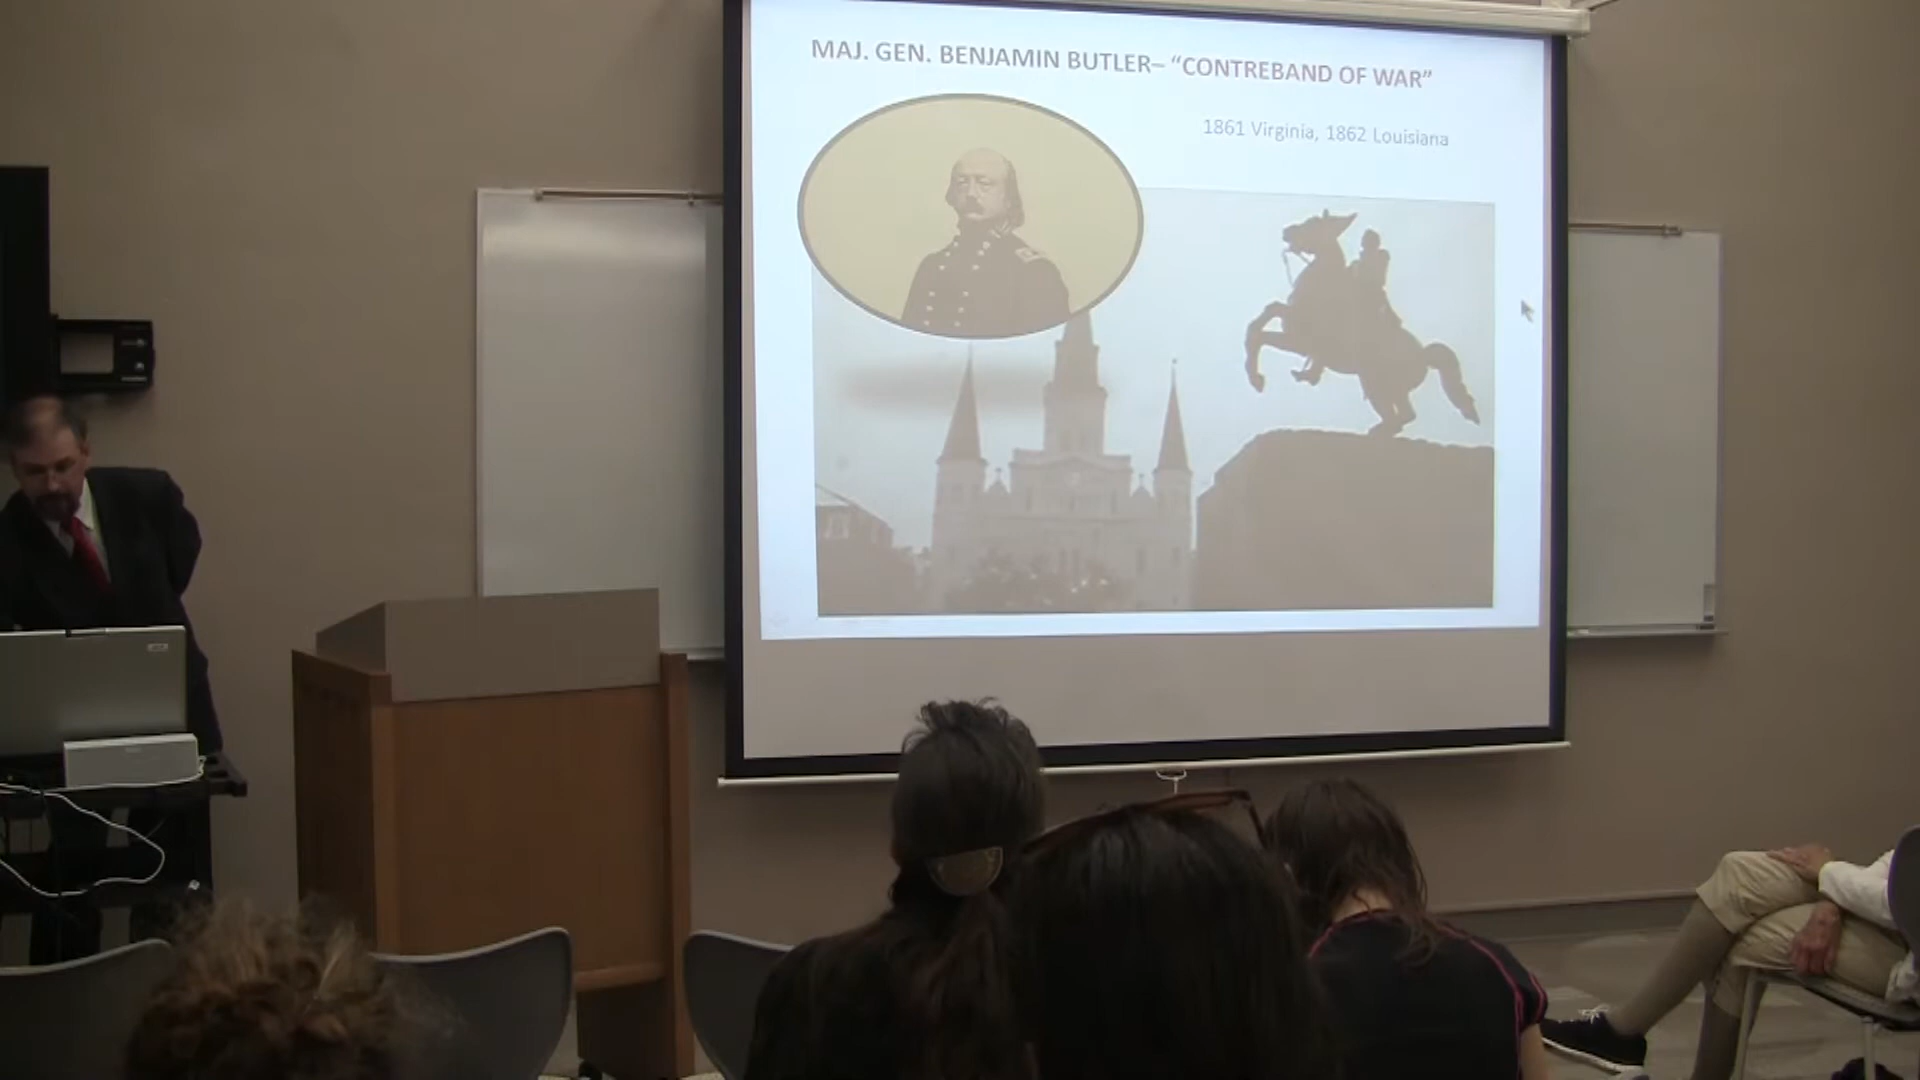 MAJ. GEN. BENJAMIN BUTLER– “CONTREBAND OF WAR”
1861 Virginia, 1862 Louisiana